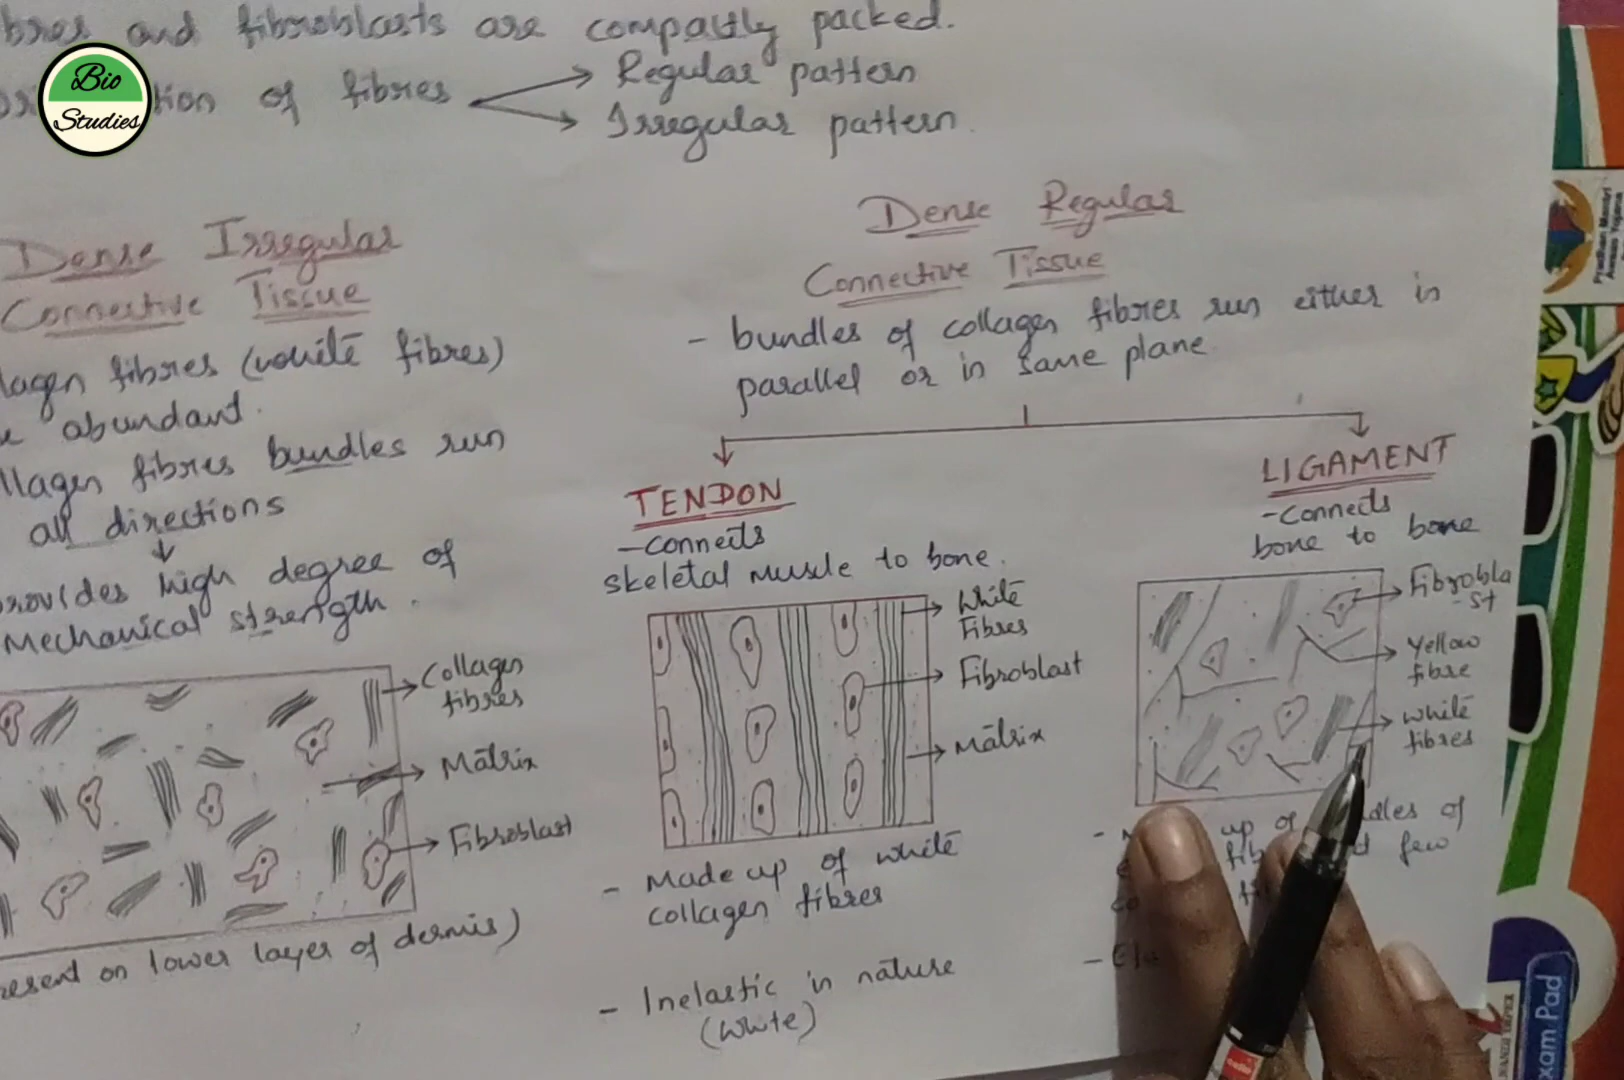 and fibroblasts are compactly packed.
Bio
Studies
of fibres
Regular pattern
Irregular pattern.
Dense Irregular
Connective Tissue
fibres (white fibres)
abundant.
fibres bundles run
all directions
high degree of
Mechanical strength.
Collagen
fibres
Matrix
Fibroblast
on lower layer of dermis)
Dense Regular
Connective Tissue
- bundles of collagen fibres run either in
parallel or in same plane
TENDON
- Connects
skeletal muscle to bone.
White
Fibres
Fibroblast
Matrix
- Made up of white
collagen fibres
- Inelastic in nature
(white)
LIGAMENT
- Connects
bone to bone
Fibrobla
-st
Yellow
fibre
white
fibres
up of
few
Exam Pad